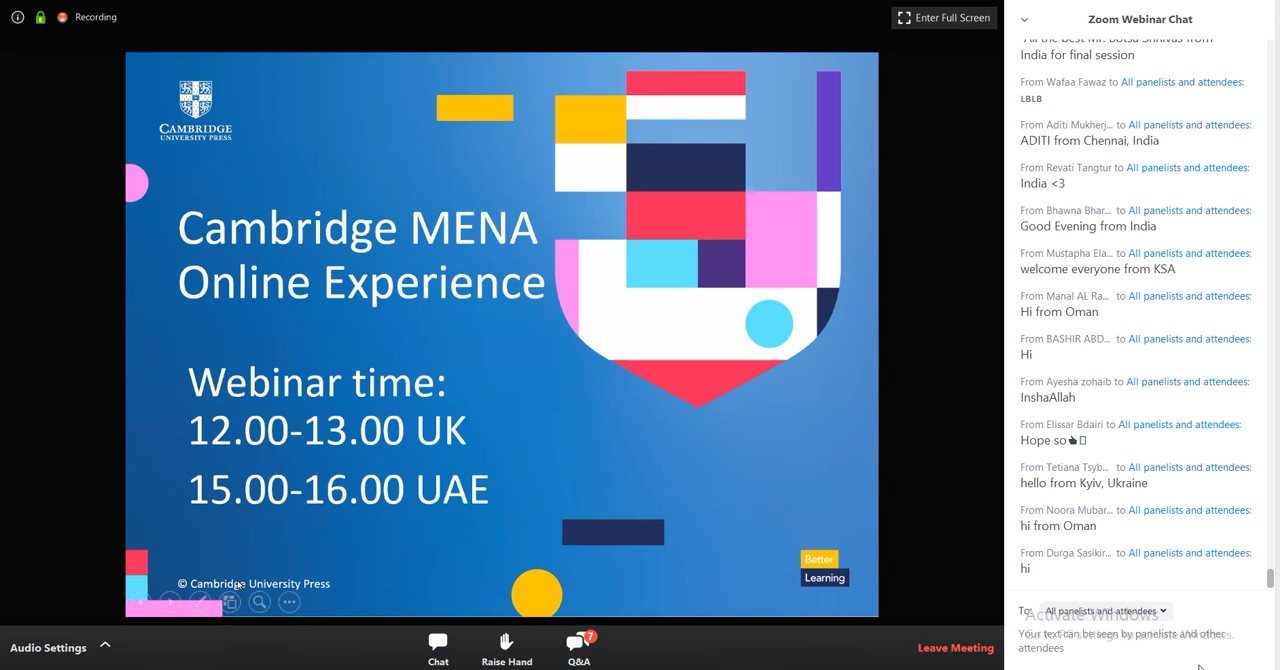 Recording
Enter Full Screen
CAMBRIDGE
UNIVERSITY PRESS
Cambridge MENA
Online Experience
Webinar time:
12.00-13.00 UK
15.00-16.00 UAE
© Cambridge University Press
Better
Learning
Audio Settings
Chat
Raise Hand
7
Q&A
Leave Meeting
Zoom Webinar Chat
All the best Mr. Botsa Shrivas from
India for final session
From Wafaa Fawaz to All panelists and attendees:
LBLB
From Aditi Mukherj... to All panelists and attendees:
ADITI from Chennai, India
From Revati Tangtur to All panelists and attendees:
India <3
From Bhawna Bhar... to All panelists and attendees:
Good Evening from India
From Mustapha Ela... to All panelists and attendees:
welcome everyone from KSA
From Manal AL Ra... to All panelists and attendees:
Hi from Oman
From BASHIR ABD... to All panelists and attendees:
Hi
From Ayesha zohaib to All panelists and attendees:
InshaAllah
From Elissar Bdairi to All panelists and attendees:
Hope so
From Tetiana Tsyb... to All panelists and attendees:
hello from Kyiv, Ukraine
From Noora Mubar... to All panelists and attendees:
hi from Oman
From Durga Sasikir... to All panelists and attendees:
hi
To: All panelists and attendees
Activate Windows
Your text can be seen by panelists and other
attendees